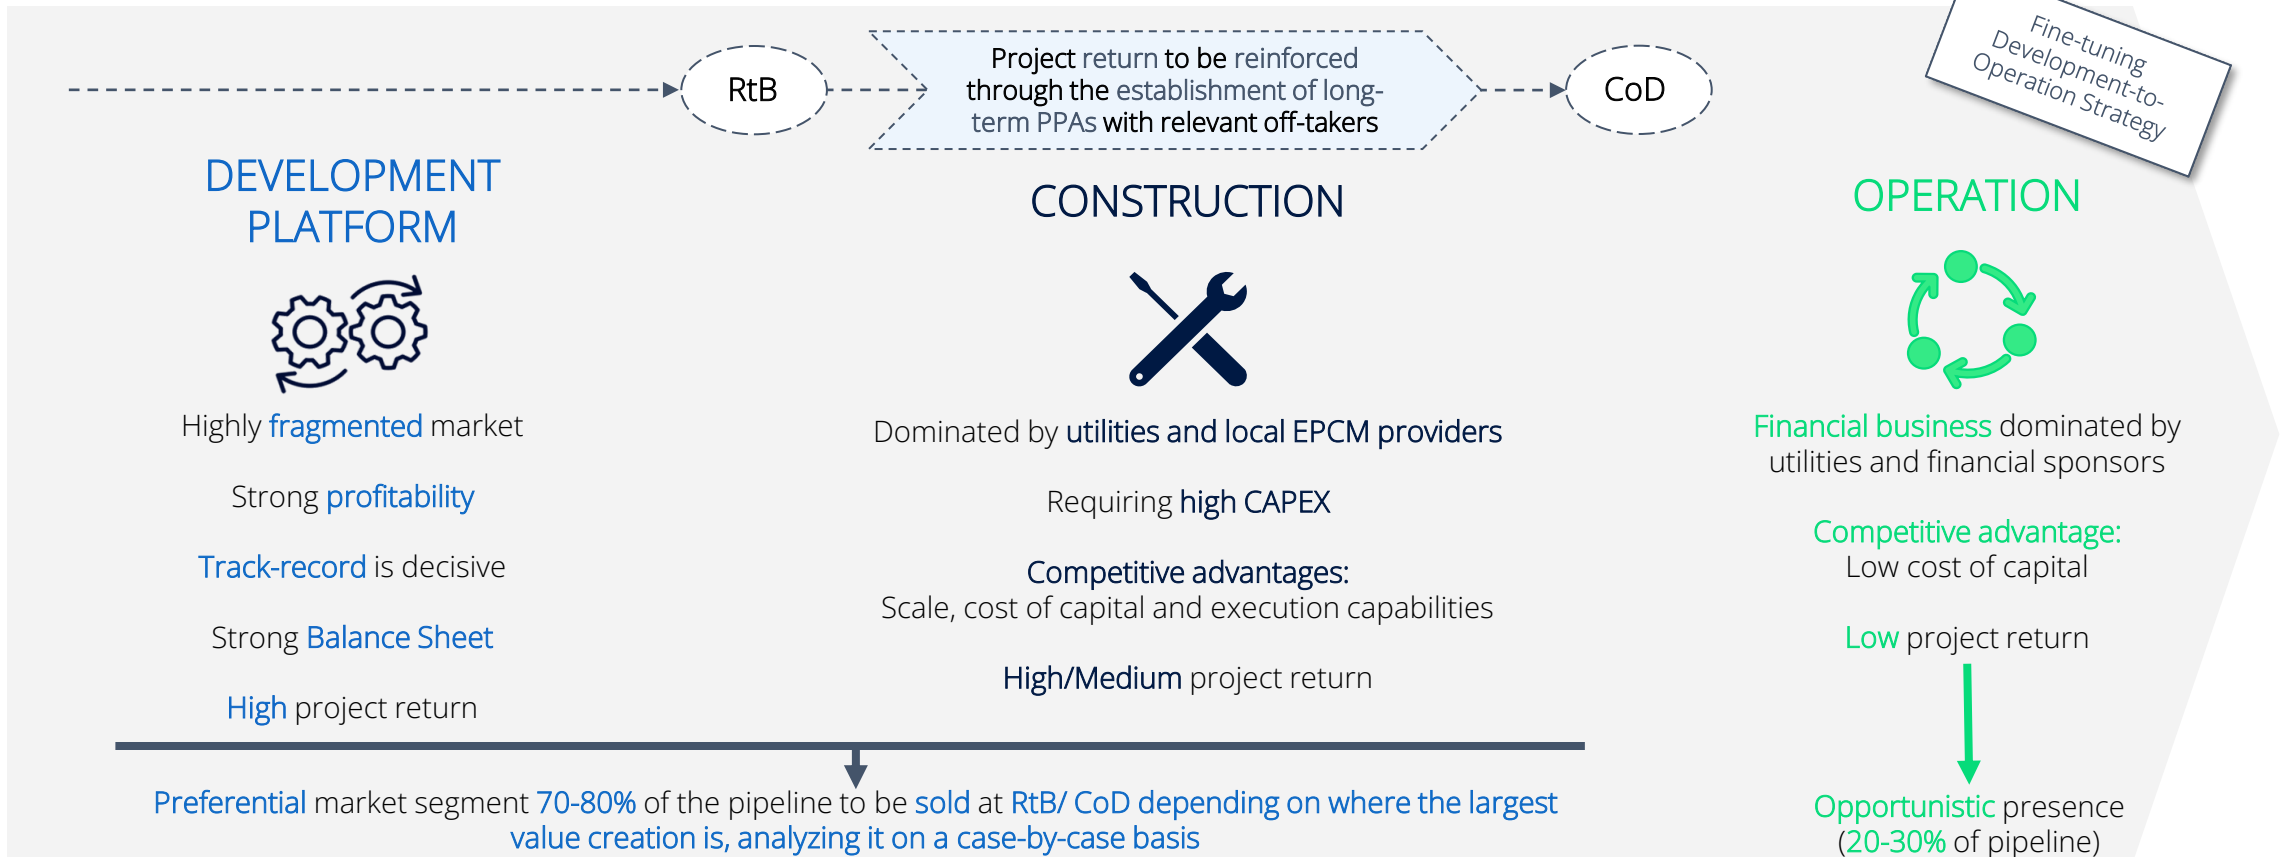 RtB
Project return to be reinforced
through the establishment of long-
term PPAs with relevant off-takers
CoD
Fine-tuning
Development-to-
Operation Strategy
DEVELOPMENT
PLATFORM
Highly fragmented market
Strong profitability
Track-record is decisive
Strong Balance Sheet
High project return
CONSTRUCTION
Dominated by utilities and local EPCM providers
Requiring high CAPEX
Competitive advantages:
Scale, cost of capital and execution capabilities
High/Medium project return
OPERATION
Financial business dominated by
utilities and financial sponsors
Competitive advantage:
Low cost of capital
Low project return
Preferential market segment 70-80% of the pipeline to be sold at RtB/ CoD depending on where the largest
value creation is, analyzing it on a case-by-case basis
Opportunistic presence
(20-30% of pipeline)